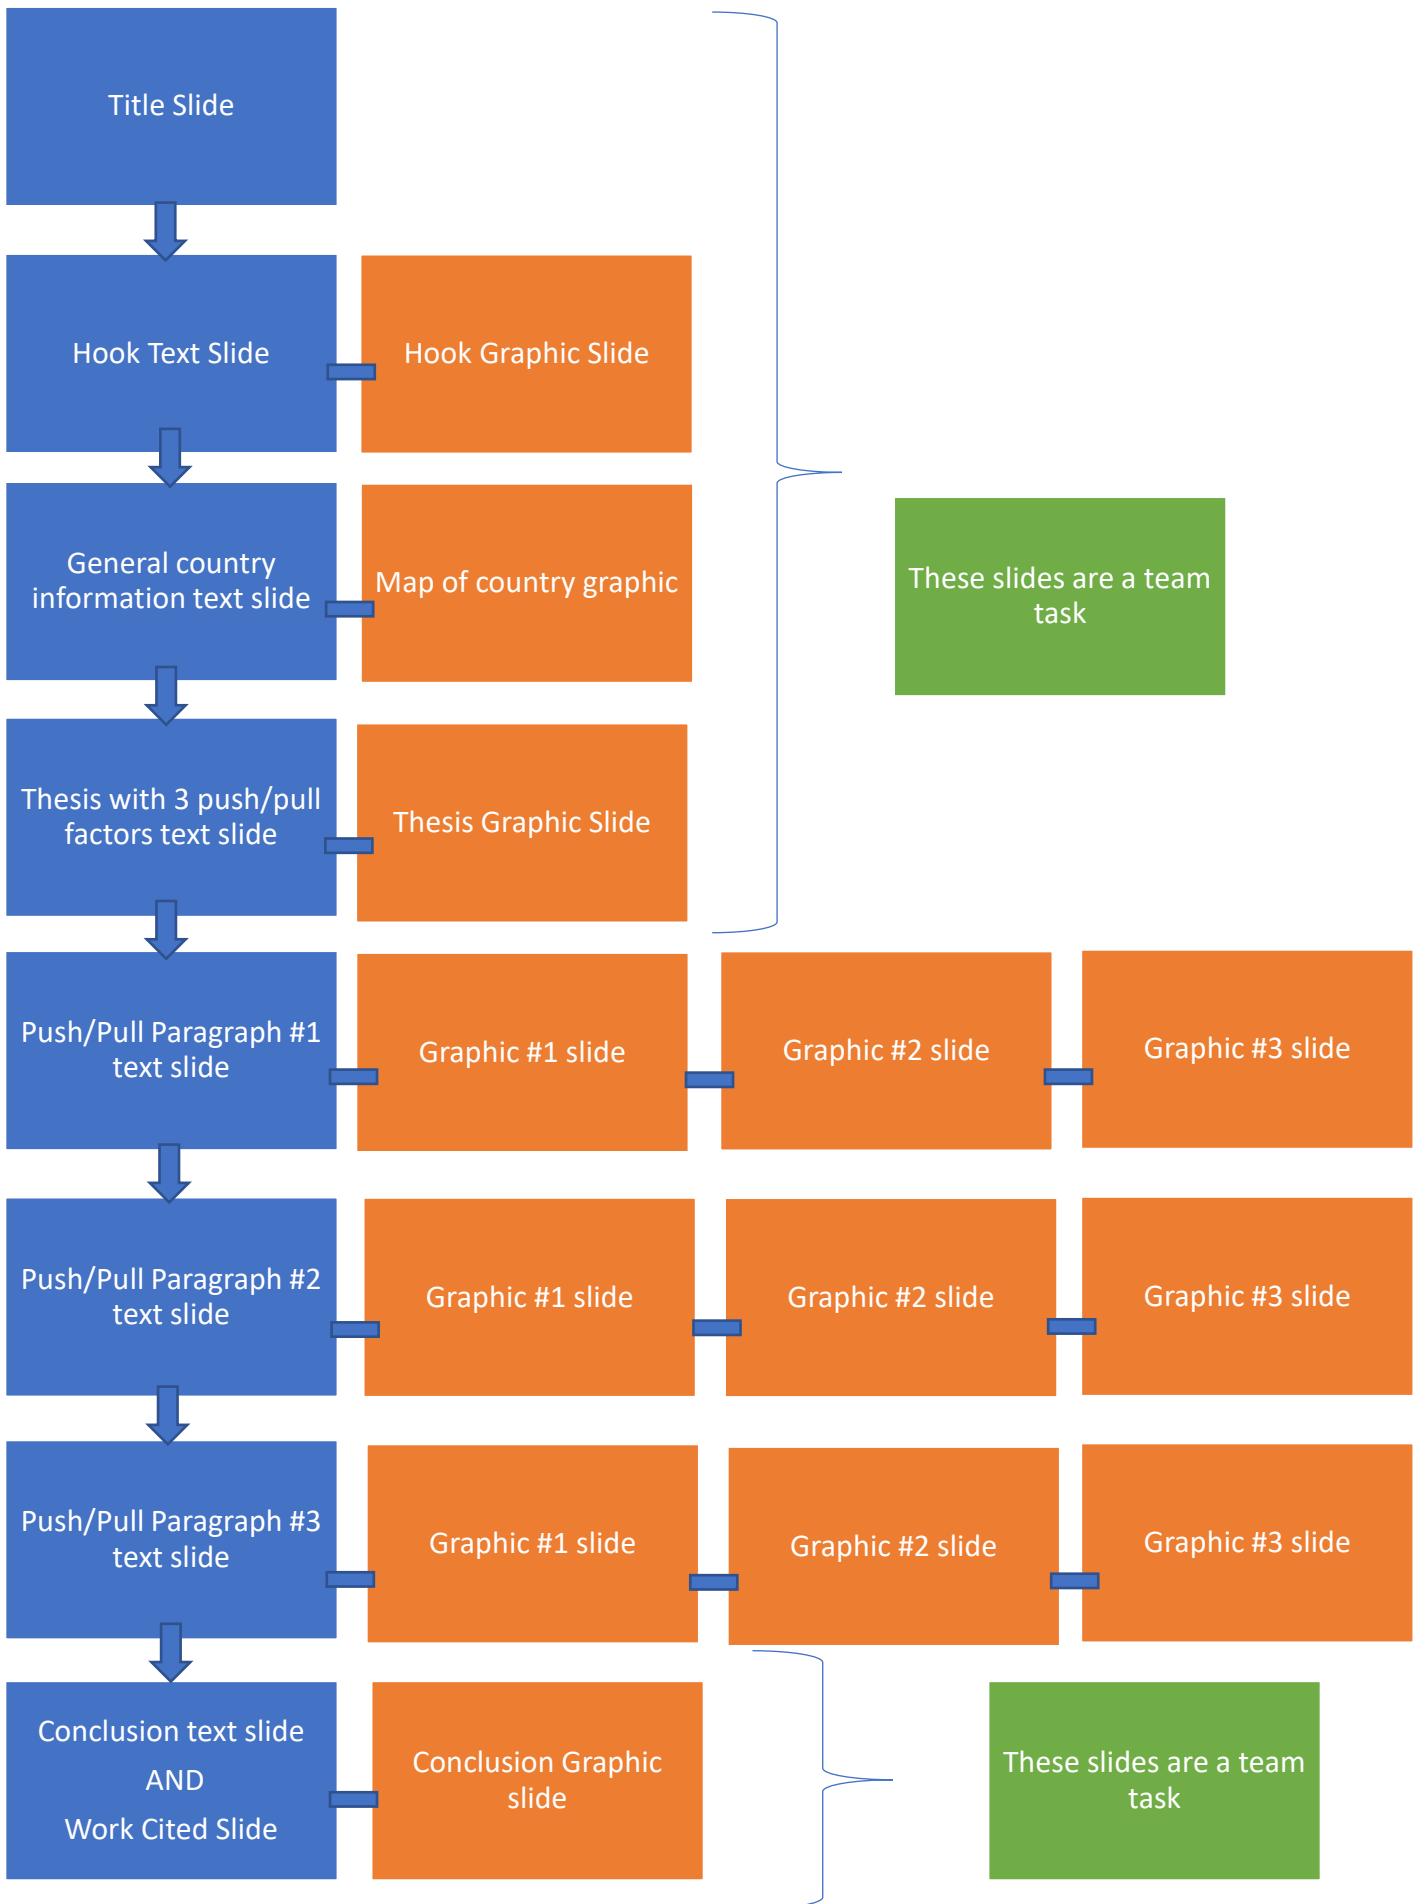 Title Slide
Hook Text Slide
Hook Graphic Slide
General country
information text slide
Map of country graphic
These slides are a team
task
Thesis with 3 push/pull
factors text slide
Thesis Graphic Slide
Push/Pull Paragraph #1
text slide
Graphic #1 slide
Graphic #2 slide
Graphic #3 slide
Push/Pull Paragraph #2
text slide
Graphic #1 slide
Graphic #2 slide
Graphic #3 slide
Push/Pull Paragraph #3
text slide
Graphic #1 slide
Graphic #2 slide
Graphic #3 slide
Conclusion text slide
AND
Work Cited Slide
Conclusion Graphic
slide
These slides are a team
task